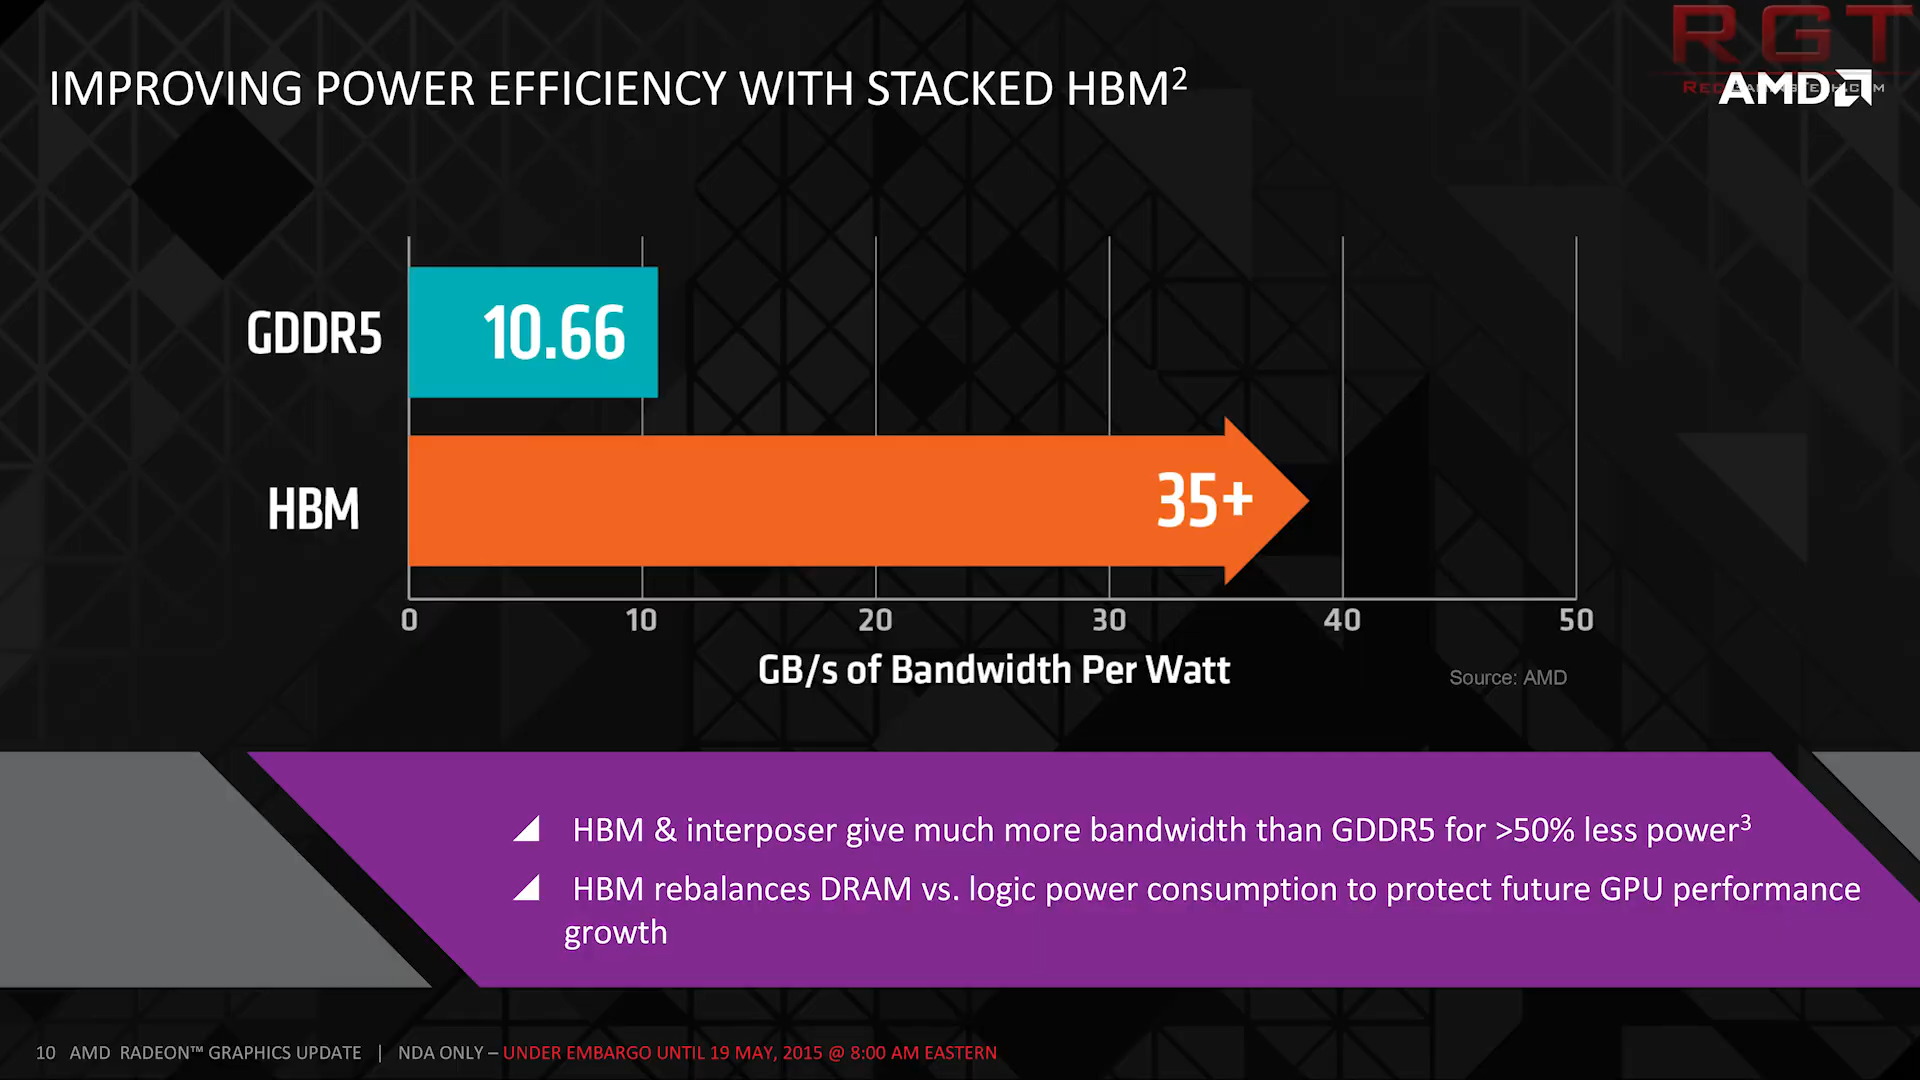 RGT
REDGAMINGTECH.COM
IMPROVING POWER EFFICIENCY WITH STACKED HBM²
AMD
GDDR5
10.66
HBM
35+
0 10 20 30 40 50
GB/s of Bandwidth Per Watt
Source: AMD
HBM & interposer give much more bandwidth than GDDR5 for >50% less power³
HBM rebalances DRAM vs. logic power consumption to protect future GPU performance
growth
10 AMD RADEON™ GRAPHICS UPDATE | NDA ONLY – UNDER EMBARGO UNTIL 19 MAY, 2015 @ 8:00 AM EASTERN